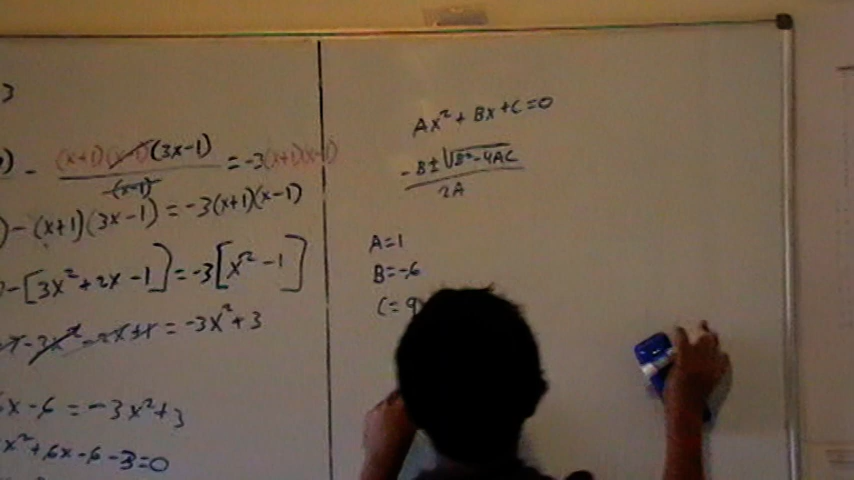 3
) - (x+1)(x-1)(3x-1) / (x-1) = -3(x+1)(x-1)
) - (x+1)(3x-1) = -3(x+1)(x-1)
- [3x²+2x-1] = -3[x²-1]
-3x²-2x+1 = -3x²+3
x-6 = -3x²+3
x²+6x-6-3=0
Ax²+Bx+C=0
-B±√B²-4AC / 2A
A=1
B=-6
C=9